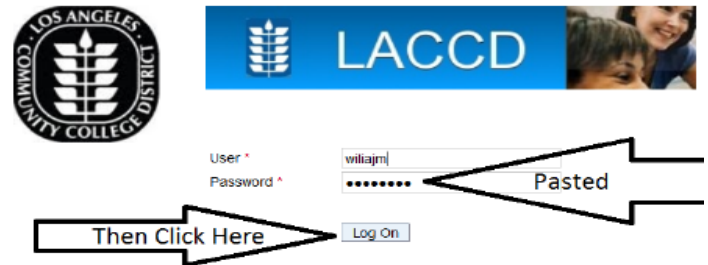 LOS ANGELES
COMMUNITY COLLEGE DISTRICT
LACCD
User *
wiliajm
Password *
••••••••
Pasted
Then Click Here
Log On